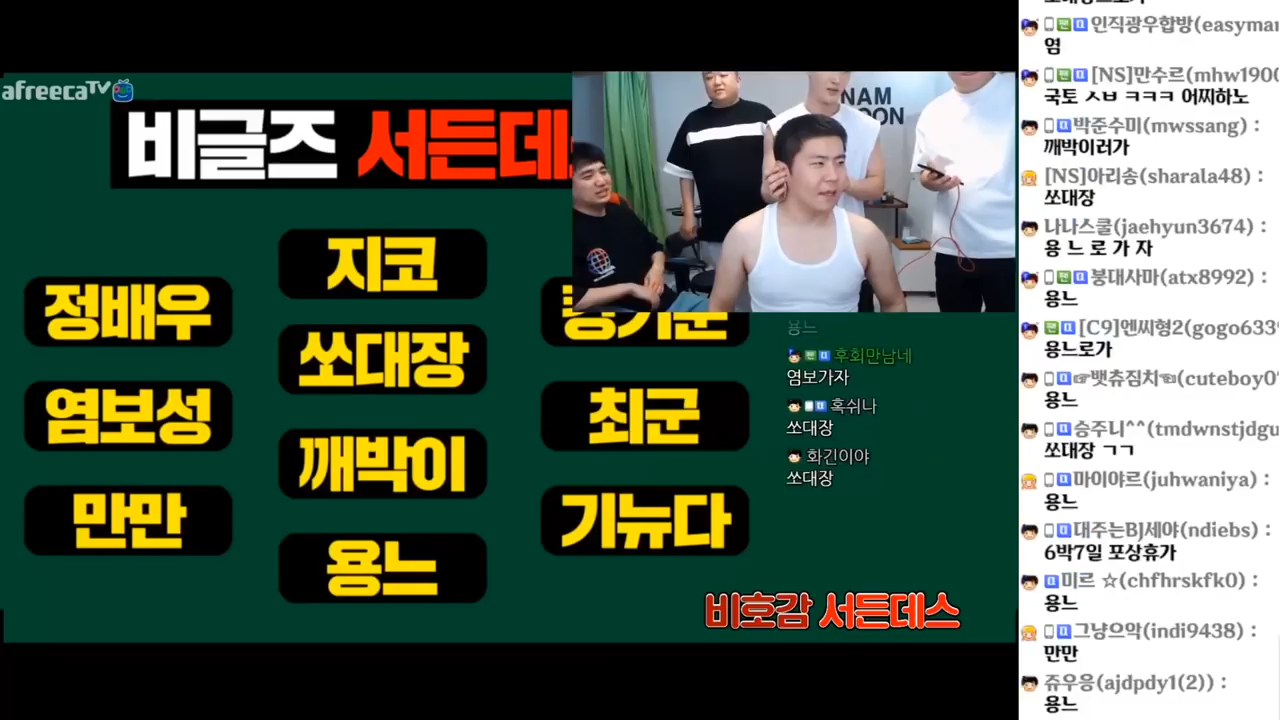 afreecaTV
비글즈 서든데
NAM
OON
지코
정배우
쏘대장
염보성
최군
깨박이
만만
기뉴다
용느
비호감 서든데스
용느
후회만남네
염보가자
혹쉬나
쏘대장
화긴이야
쏘대장
인직광우합방(easyman
염
[NS]만수르(mhw190
국토 ㅅㅂ ㅋㅋㅋ 어찌하노
박준수미(mwssang) :
깨박이러가
[NS]아리송(sharala48) :
쏘대장
나나스쿨(jaehyun3674) :
용 느 로 가 자
붕대사마(atx8992) :
용느
[C9]엔씨형2(gogo633
용느로가
☞뱃츄짐치☜(cuteboy0
용느
승주니^^(tmdwnstjdgu
쏘대장 ㄱㄱ
마이야르(juhwaniya) :
용느
대주는BJ세야(ndiebs) :
6박7일 포상휴가
미르 ☆(chfhrskfk0) :
용느
그냥으악(indi9438) :
만만
쥬우응(ajdpdy1(2)) :
용느